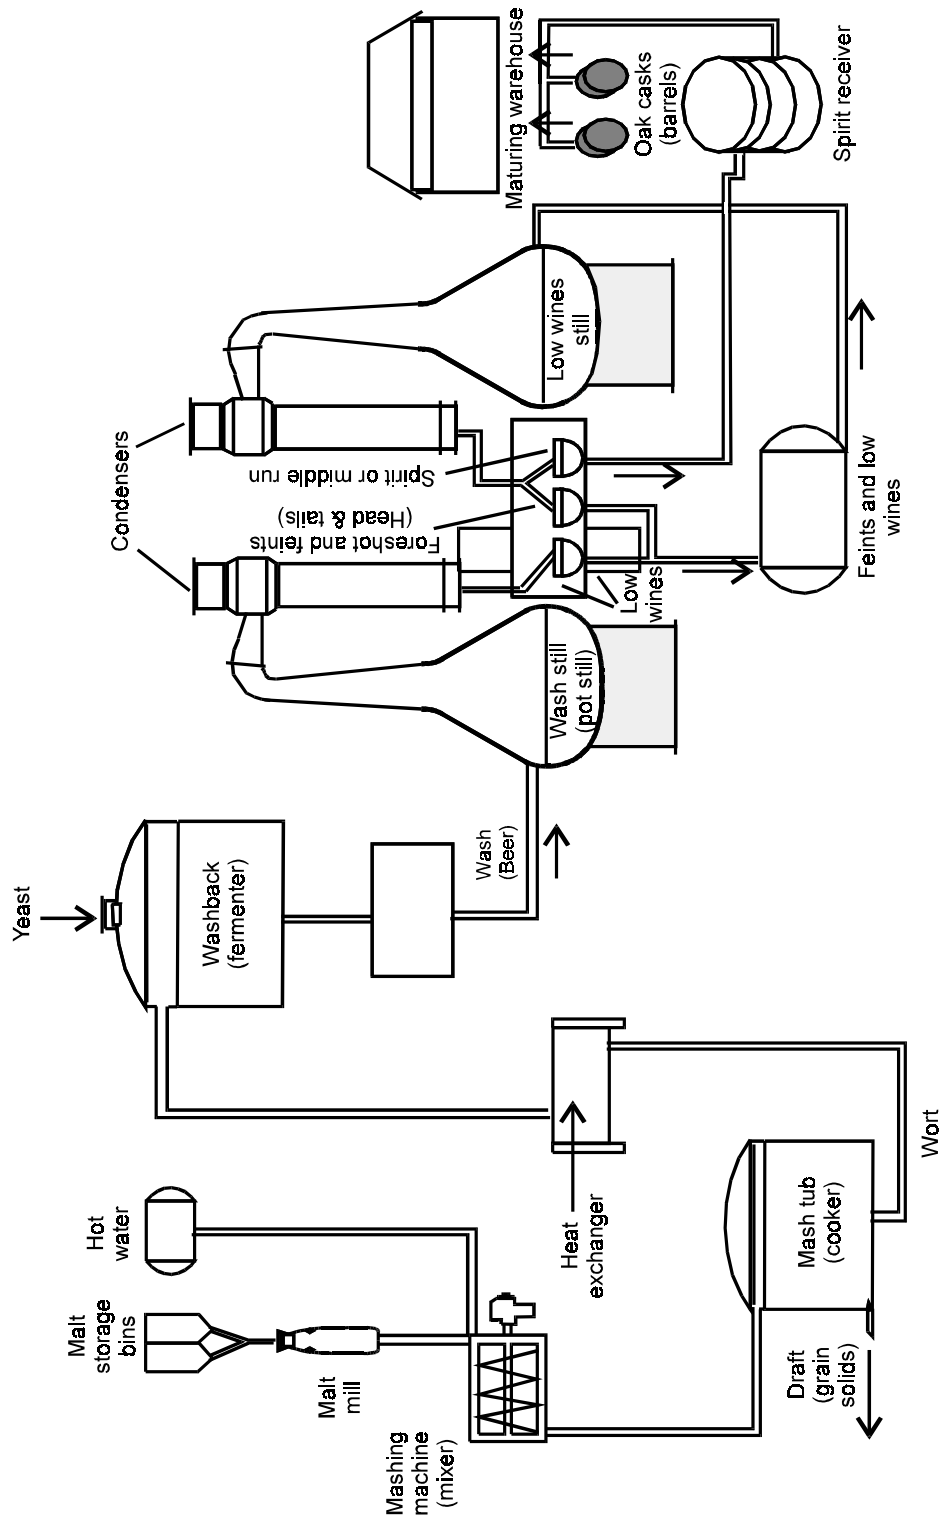 Malt
storage
bins
Hot
water
Malt
mill
Mashing
machine
(mixer)
Draft (grain
solids)
Mash tub
(cooker)
Wort
Heat
exchanger
Yeast
Washback
(fermenter)
Wash
(Beer)
Wash still
(pot still)
Condensers
Low
wines
Foreshot and feints
(Head & tails)
Spirit or middle run
Low wines
still
Feints and low
wines
Maturing warehouse
Oak casks
(barrels)
Spirit receiver